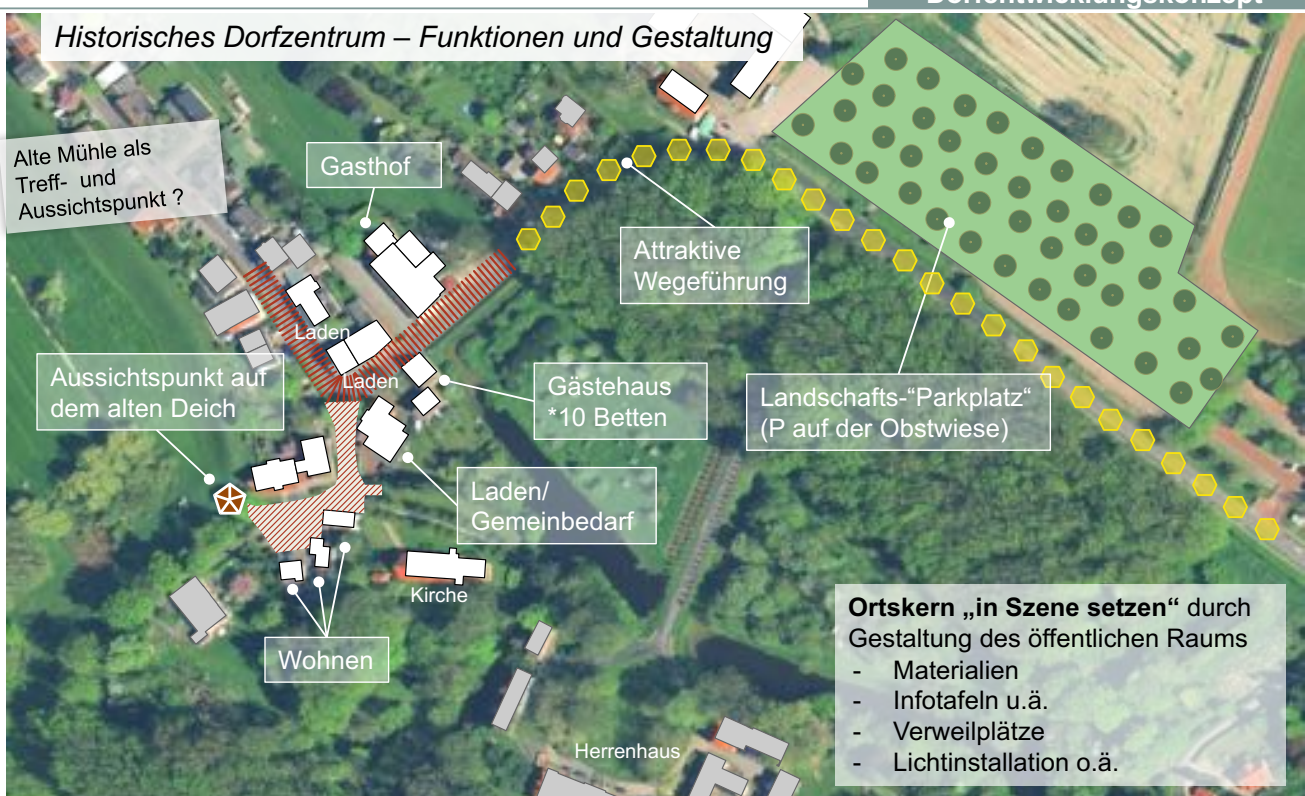 Dorfentwicklungskonzept
Historisches Dorfzentrum – Funktionen und Gestaltung
Alte Mühle als
Treff- und
Aussichtspunkt ?
Gasthof
Attraktive
Wegeführung
Laden
Laden
Aussichtspunkt auf
dem alten Deich
Gästehaus
*10 Betten
Landschafts-“Parkplatz“
(P auf der Obstwiese)
Laden/
Gemeinbedarf
Kirche
Wohnen
Herrenhaus
Ortskern „in Szene setzen“ durch
Gestaltung des öffentlichen Raums
- Materialien
- Infotafeln u.ä.
- Verweilplätze
- Lichtinstallation o.ä.